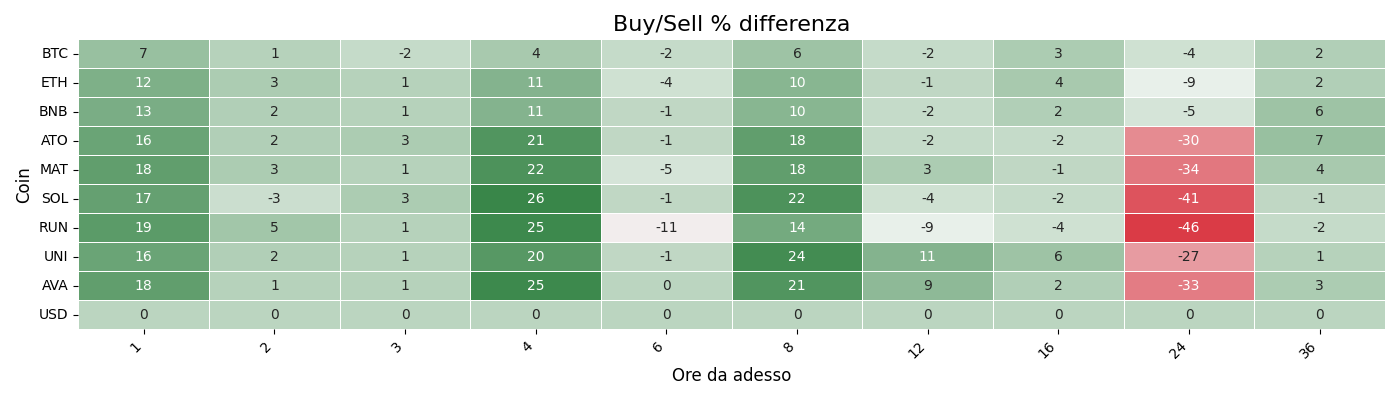 Buy/Sell % differenza
Coin
BTC 7 1 -2 4 -2 6 -2 3 -4 2
ETH 12 3 1 11 -4 10 -1 4 -9 2
BNB 13 2 1 11 -1 10 -2 2 -5 6
ATO 16 2 3 21 -1 18 -2 -2 -30 7
MAT 18 3 1 22 -5 18 3 -1 -34 4
SOL 17 -3 3 26 -1 22 -4 -2 -41 -1
RUN 19 5 1 25 -11 14 -9 -4 -46 -2
UNI 16 2 1 20 -1 24 11 6 -27 1
AVA 18 1 1 25 0 21 9 2 -33 3
USD 0 0 0 0 0 0 0 0 0 0
1 2 3 4 6 8 12 16 24 36
Ore da adesso